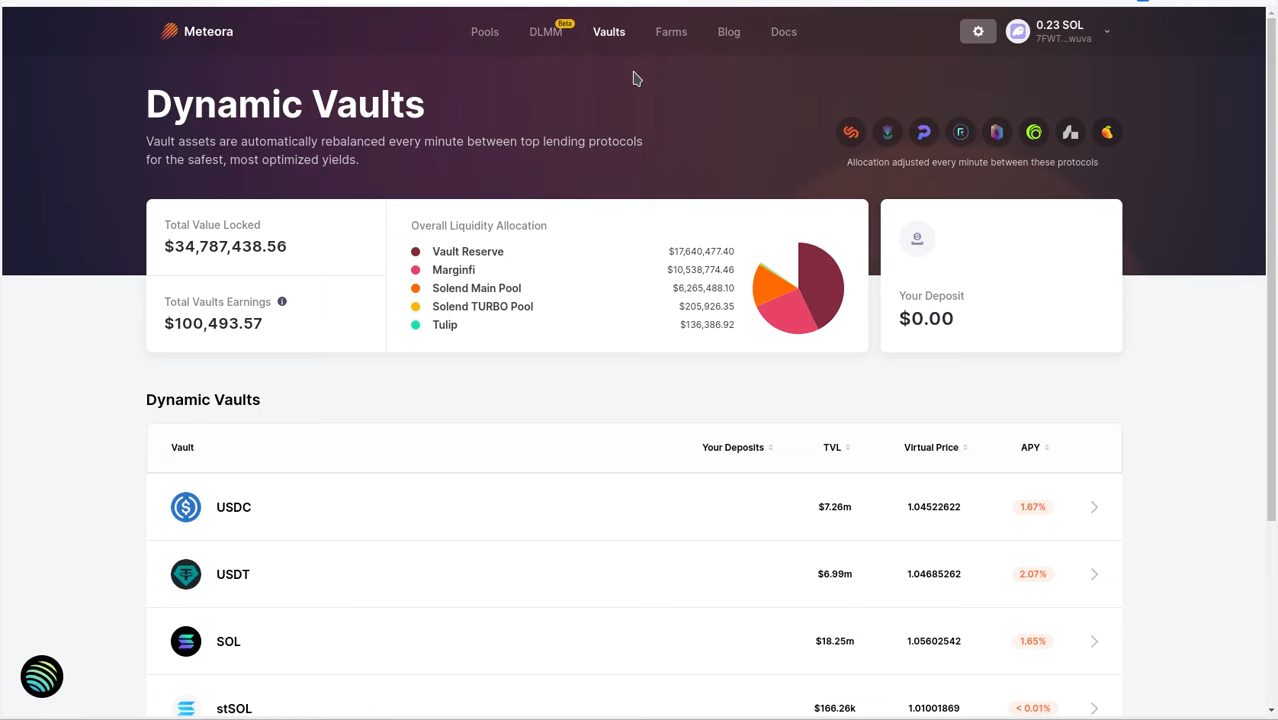 Meteora
Pools
DLMM
Beta
Vaults
Farms
Blog
Docs
0.23 SOL
7FWT...wuva
Dynamic Vaults
Vault assets are automatically rebalanced every minute between top lending protocols
for the safest, most optimized yields.
Allocation adjusted every minute between these protocols
Total Value Locked
$34,787,438.56
Total Vaults Earnings
$100,493.57
Overall Liquidity Allocation
Vault Reserve $17,640,477.40
Marginfi $10,538,774.46
Solend Main Pool $6,265,488.10
Solend TURBO Pool $205,926.35
Tulip $136,386.92
Your Deposit
$0.00
Dynamic Vaults
Vault Your Deposits TVL Virtual Price APY
USDC $7.26m 1.04522622 1.67%
USDT $6.99m 1.04685262 2.07%
SOL $18.25m 1.05602542 1.65%
stSOL $166.26k 1.01001869 < 0.01%